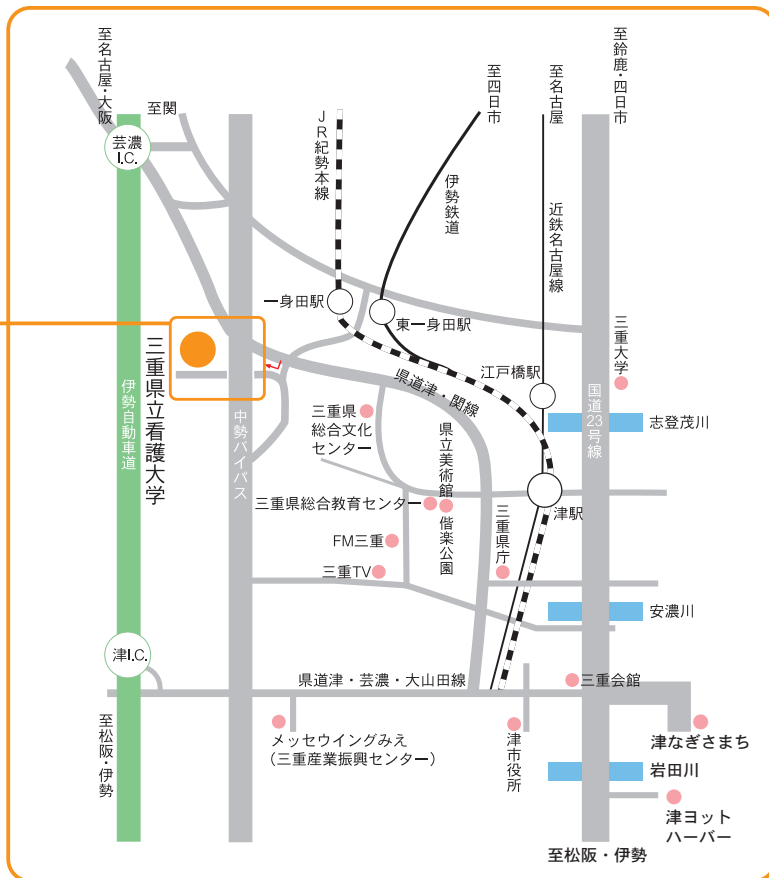 至名古屋・大阪
至関
JR紀勢本線
至四日市
至名古屋
至鈴鹿・四日市
芸濃
I.C.
伊勢鉄道
近鉄名古屋線
一身田駅
東一身田駅
三重大学
江戸橋駅
三重県立看護大学
県道津・関線
伊勢自動車道
中勢バイパス
国道23号線
三重県
総合文化
センター
県立美術館
志登茂川
三重県総合教育センター
偕楽公園
津駅
三重県庁
FM三重
三重TV
安濃川
津I.C.
県道津・芸濃・大山田線
三重会館
至松阪・伊勢
メッセウイングみえ
(三重産業振興センター)
津市役所
津なぎさまち
岩田川
津ヨット
ハーバー
至松阪・伊勢